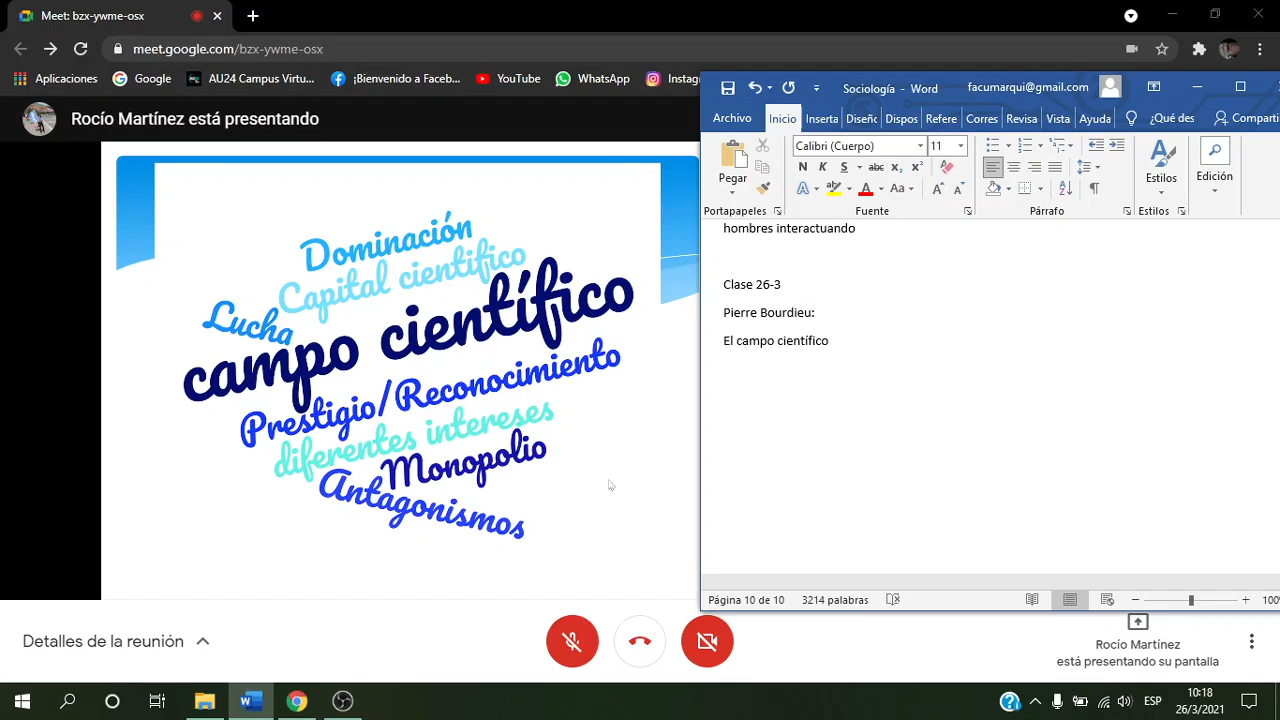 Meet: bzx-ywme-osx
meet.google.com/bzx-ywme-osx
Aplicaciones
Google
AU24 Campus Virtu...
¡Bienvenido a Faceb...
YouTube
WhatsApp
Instag
Rocío Martínez está presentando
Dominación
Capital científico
Lucha
campo científico
Prestigio/Reconocimiento
diferentes intereses
Monopolio
Antagonismos
Sociología - Word
facumarqui@gmail.com
Archivo
Inicio
Inserta
Diseño
Dispos
Refere
Corres
Revisa
Vista
Ayuda
¿Qué des
Comparti
Calibri (Cuerpo)
11
N K S abc x₂ x²
Pegar
A A Aa A A
Estilos
Edición
Portapapeles
Fuente
Párrafo
Estilos
hombres interactuando
Clase 26-3
Pierre Bourdieu:
El campo científico
Página 10 de 10
3214 palabras
100%
Detalles de la reunión
Rocío Martínez
está presentando su pantalla
ESP
10:18
26/3/2021